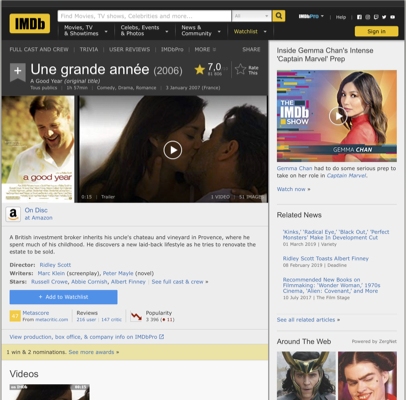 IMDb
Find Movies, TV shows, Celebrities and more...
All
IMDbPro
Help
Movies, TV
& Showtimes
Celebs, Events
& Photos
News &
Community
Watchlist
Sign in
FULL CAST AND CREW | TRIVIA | USER REVIEWS | IMDbPro | MORE
SHARE
Une grande année (2006)
A Good Year (original title)
Tous publics | 1h 57min | Comedy, Drama, Romance | 3 January 2007 (France)
7,0
Rate
This
a good year
0:15 | Trailer
1 VIDEO
IMAGES
On Disc
at Amazon
A British investment broker inherits his uncle's chateau and vineyard in Provence, where
he spent much of his childhood. He discovers a new laid-back lifestyle as he tries to renovate the
estate to be sold.
Director: Ridley Scott
Writers: Marc Klein (screenplay), Peter Mayle (novel)
Stars: Russell Crowe, Abbie Cornish, Albert Finney | See full cast & crew »
+ Add to Watchlist
47
Metascore
From metacritic.com
Reviews
216 user | 147 critic
Popularity
3 396
View production, box office, & company info on IMDbPro
1 win & 2 nominations. See more awards »
Videos
Inside Gemma Chan's Intense
'Captain Marvel' Prep
THE
IMDb
SHOW
GEMMA CHAN
Gemma Chan had to do some serious prep to
take on her role in Captain Marvel.
Watch now »
Related News
'Kinks,' 'Radical Eye,' 'Black Out,' 'Perfect
Monsters' Make In Development Cut
01 March 2019 | Variety
Ridley Scott Toasts Albert Finney
08 February 2019 | Deadline
Recommended New Books on
Filmmaking: 'Wonder Woman,' 1970s
Cinema, 'Alien: Covenant,' and More
10 July 2017 | The Film Stage
See all related articles »
Around The Web
Powered by ZergNet